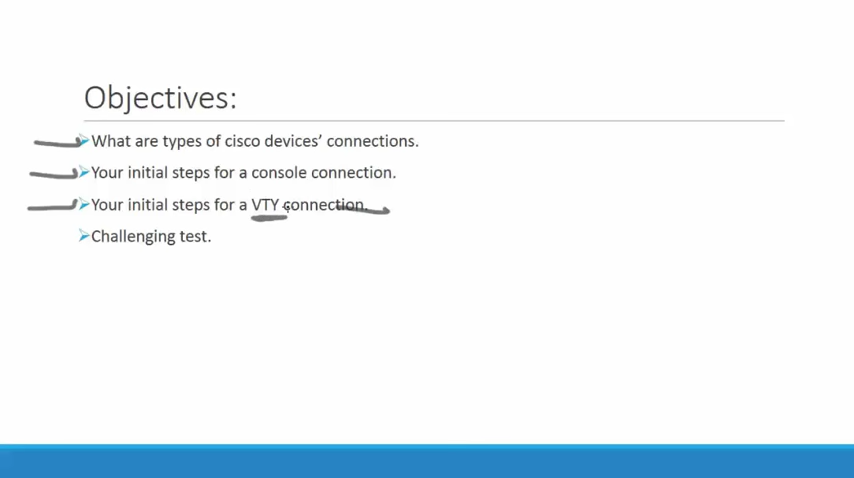 Objectives:
What are types of cisco devices’ connections.
Your initial steps for a console connection.
Your initial steps for a VTY connection.
Challenging test.